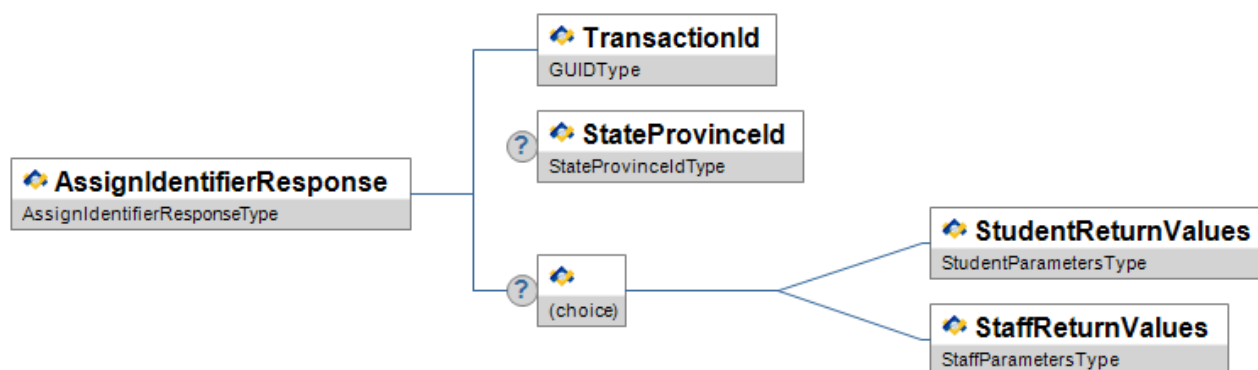 TransactionId
GUIDType
?
StateProvinceId
StateProvinceIdType
AssignIdentifierResponse
AssignIdentifierResponseType
StudentReturnValues
StudentParametersType
?
(choice)
StaffReturnValues
StaffParametersType